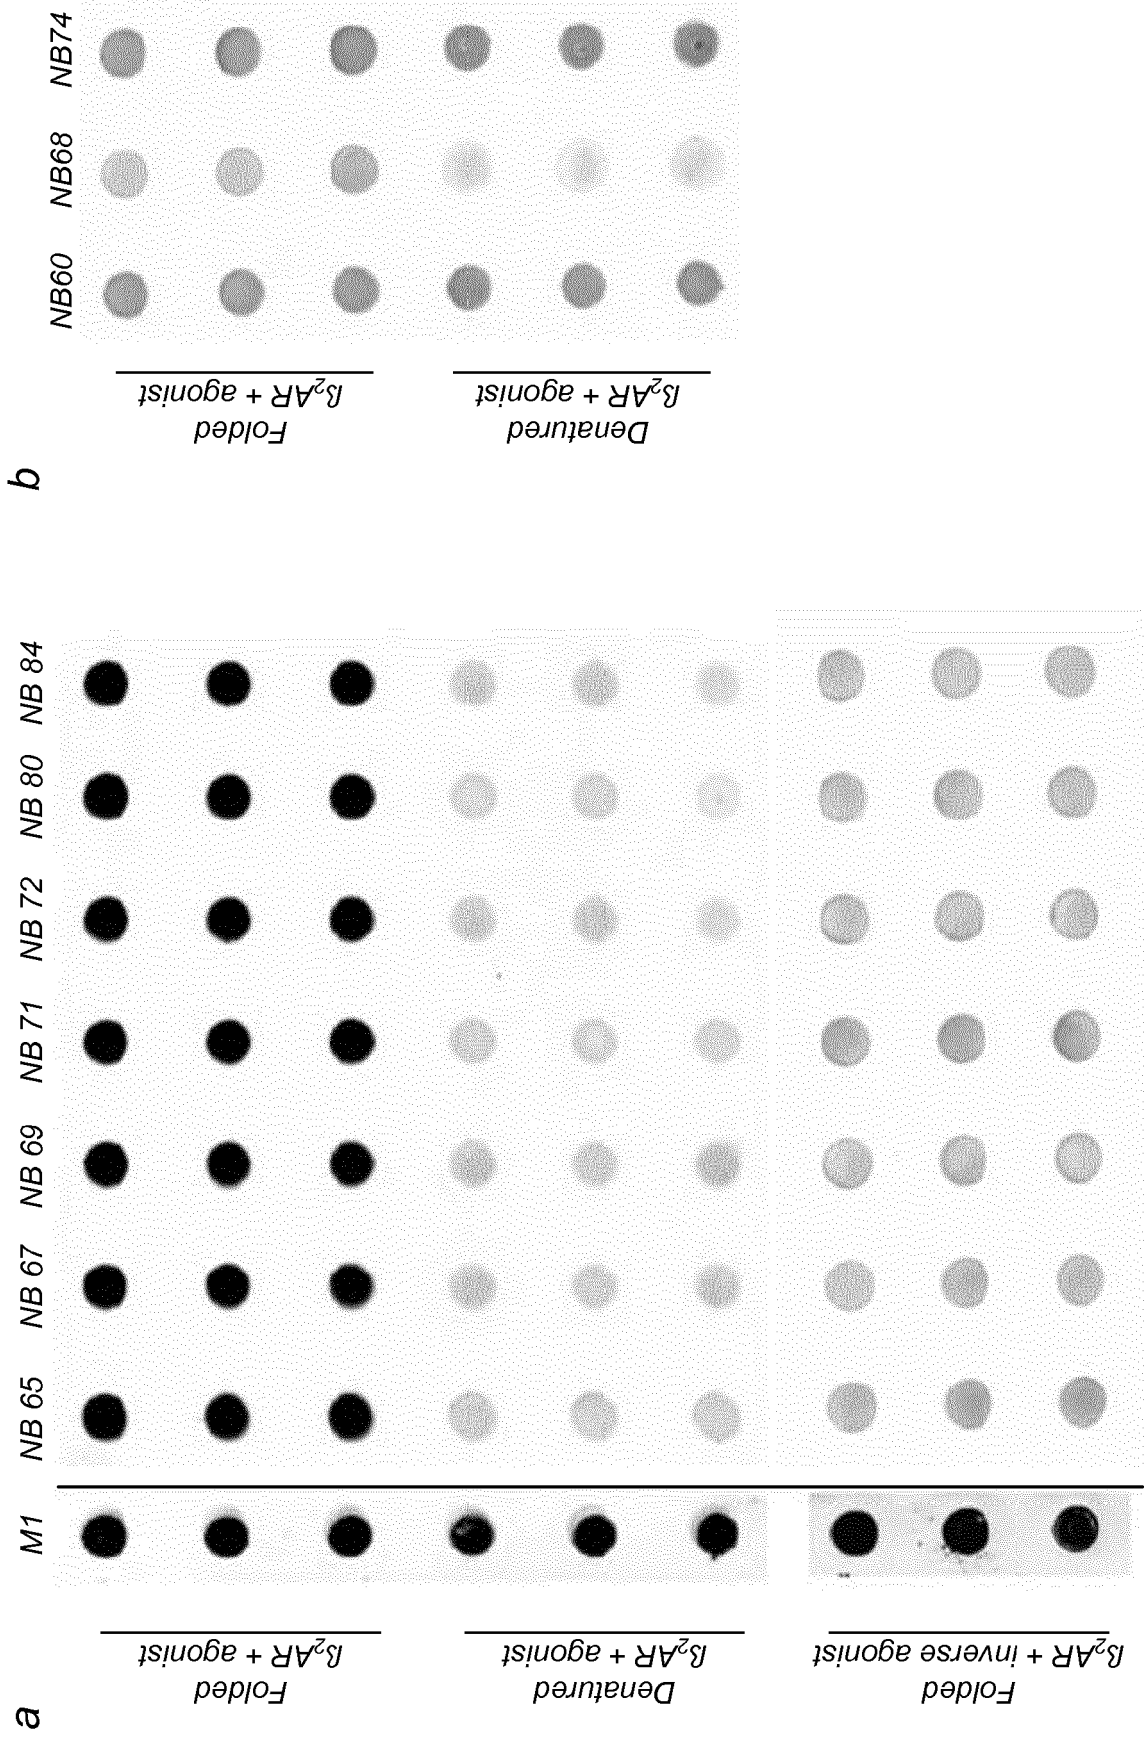 a
M1
NB 65
NB 67
NB 69
NB 71
NB 72
NB 80
NB 84
Folded
ß₂AR + agonist
Denatured
ß₂AR + agonist
Folded
ß₂AR + inverse agonist
b
NB60
NB68
NB74
Folded
ß₂AR + agonist
Denatured
ß₂AR + agonist